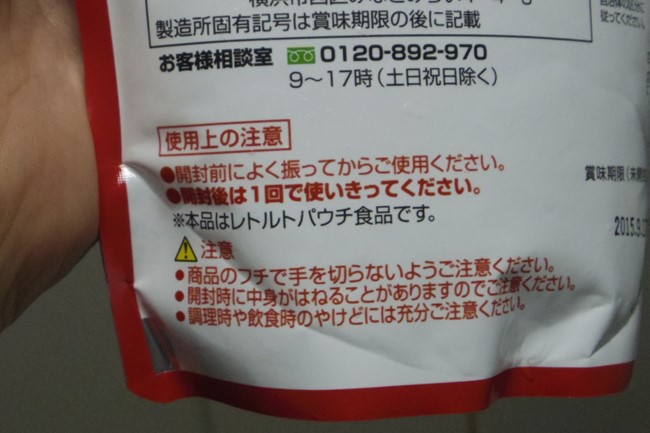 製造所固有記号は賞味期限の後に記載
お客様相談室 0120-892-970
9～17時（土日祝日除く）
使用上の注意
●開封前によく振ってからご使用ください。
●開封後は1回で使いきってください。
※本品はレトルトパウチ食品です。
賞味期限（未開
2015.9.
注意
●商品のフチで手を切らないようご注意ください。
●開封時に中身がはねることがありますのでご注意ください。
●調理時や飲食時のやけどには充分ご注意ください。